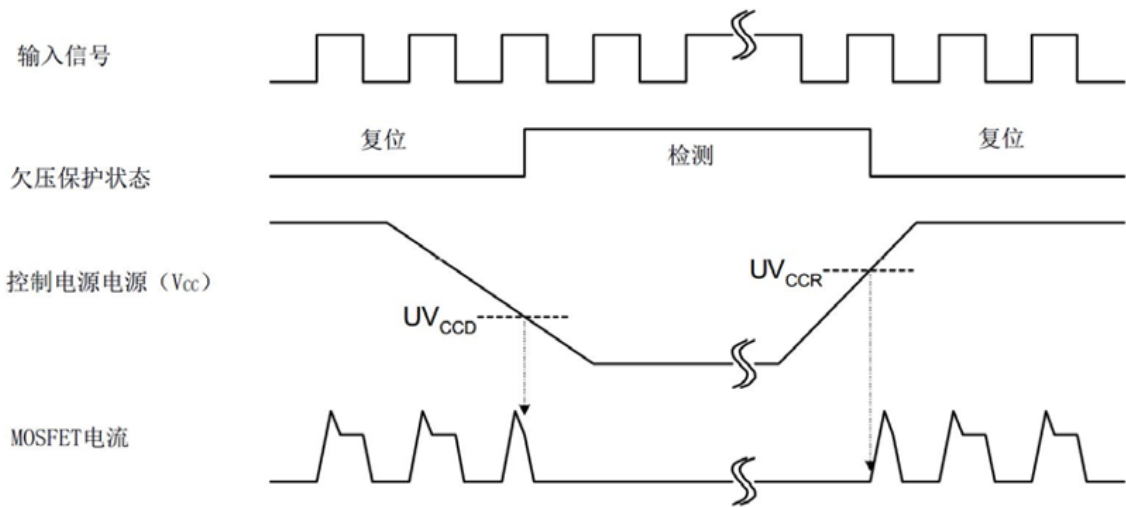 输入信号
复位
检测
复位
欠压保护状态
控制电源电源（Vcc）
UVCCD
UVCCR
MOSFET电流